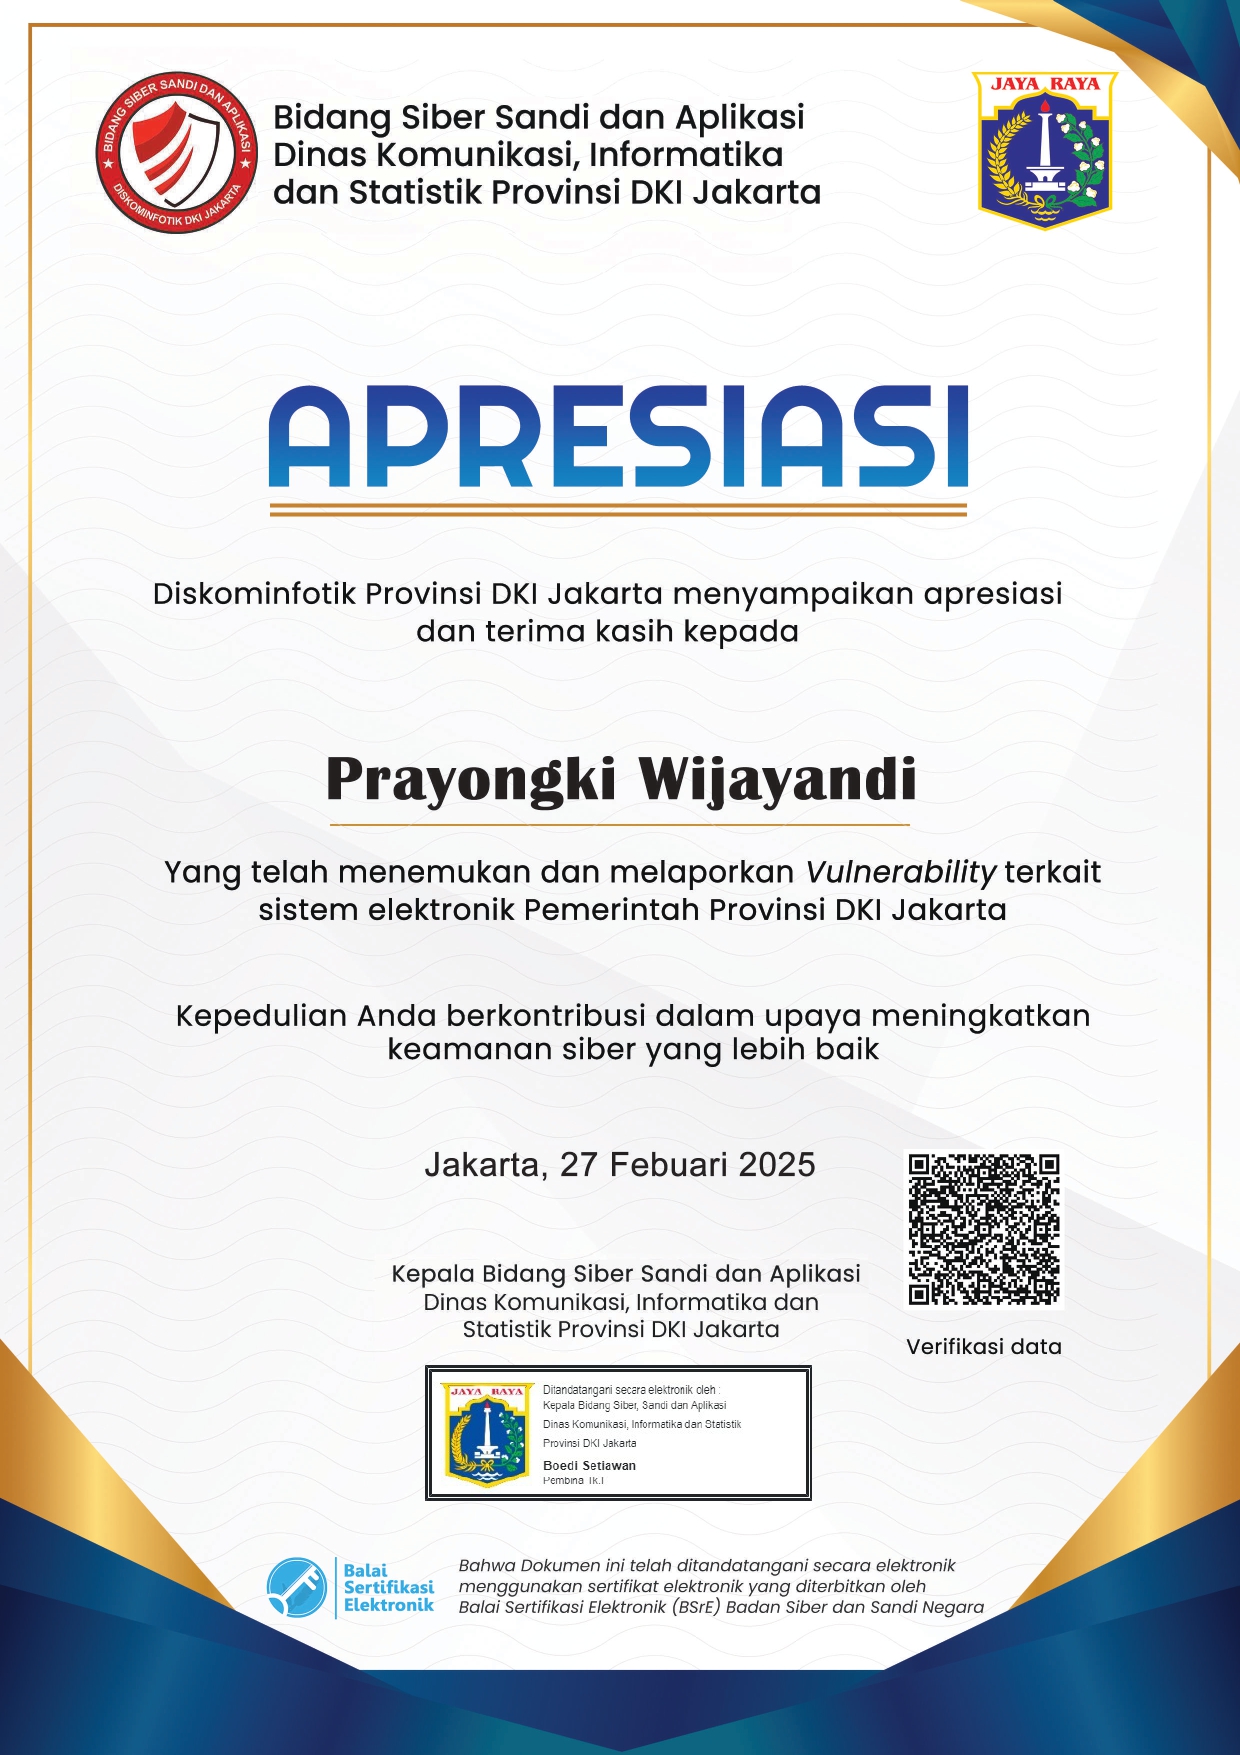 BIDANG SIBER SANDI DAN APLIKASI
DISKOMINFOTIK DKI JAKARTA
Bidang Siber Sandi dan Aplikasi
Dinas Komunikasi, Informatika
dan Statistik Provinsi DKI Jakarta
JAYA RAYA
APRESIASI
Diskominfotik Provinsi DKI Jakarta menyampaikan apresiasi
dan terima kasih kepada
Prayongki Wijayandi
Yang telah menemukan dan melaporkan Vulnerability terkait
sistem elektronik Pemerintah Provinsi DKI Jakarta
Kepedulian Anda berkontribusi dalam upaya meningkatkan
keamanan siber yang lebih baik
Jakarta, 27 Febuari 2025
Kepala Bidang Siber Sandi dan Aplikasi
Dinas Komunikasi, Informatika dan
Statistik Provinsi DKI Jakarta
Verifikasi data
JAYA RAYA
Ditandatangani secara elektronik oleh :
Kepala Bidang Siber, Sandi dan Aplikasi
Dinas Komunikasi, Informatika dan Statistik
Provinsi DKI Jakarta
Boedi Setiawan
Pembina Tk.I
Balai
Sertifikasi
Elektronik
Bahwa Dokumen ini telah ditandatangani secara elektronik
menggunakan sertifikat elektronik yang diterbitkan oleh
Balai Sertifikasi Elektronik (BSrE) Badan Siber dan Sandi Negara